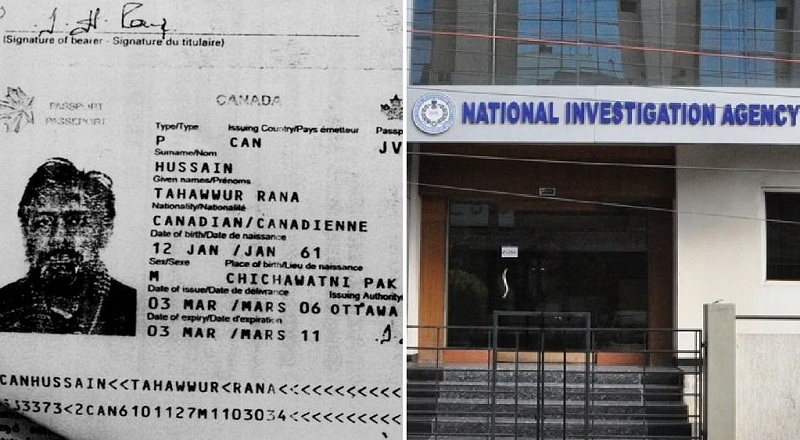 J. H. Rana
(Signature of bearer - Signature du titulaire)
CANADA
PASSPORT
PASSEPORT
Type/Type Issuing Country/Pays émetteur Passp
P CAN JV
Surname/Nom
HUSSAIN
Given names/Prénoms
TAHAWWUR RANA
Nationality/Nationalité
CANADIAN/CANADIENNE
Date of birth/Date de naissance
12 JAN /JAN 61
Sex/Sexe Place of birth/Lieu de naissance
M CHICHAWATNI PAK
Date of issue/Date de délivrance Issuing Authority
03 MAR /MARS 06 OTTAWA
Date of expiry/Date d'expiration
03 MAR /MARS 11
CANHUSSAIN<<TAHAWWUR<RANA<<<<<<<<<<
3373<2CAN6101127M1103034<<<<<<<<<
NATIONAL INVESTIGATION AGENCY